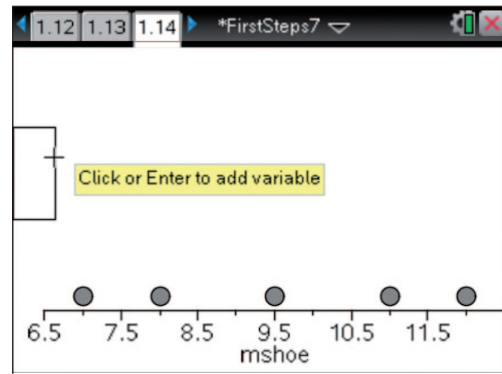 1.12 1.13 1.14 *FirstSteps7
Click or Enter to add variable
6.5 7.5 8.5 9.5 10.5 11.5
mshoe